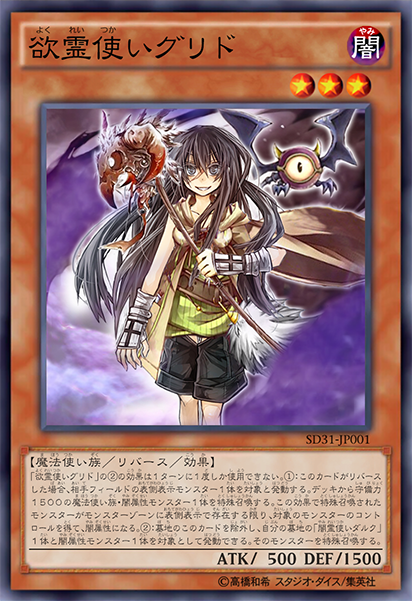 よく れい つか
欲霊使いグリド
やみ
闇
SD31-JP001
【魔法使い族／リバース／効果】
｢欲霊使いグリド｣の②の効果は１ターンに１度しか使用できない。①：このカードがリバース
した場合、相手フィールドの表側表示モンスター１体を対象として発動する。デッキから守備力
１５００の魔法使い族・闇属性モンスター１体を特殊召喚する。この効果で特殊召喚した
モンスターがモンスターゾーンに表側表示で存在する限り、対象のモンスターのコント
ロールを得て、闇属性になる。②：墓地のこのカードを除外し、自分の墓地の｢闇霊使いダルク｣
１体と闇属性モンスター１体を対象として発動できる。そのモンスターを特殊召喚する。
ATK/ 500 DEF/1500
©高橋和希 スタジオ・ダイス/集英社